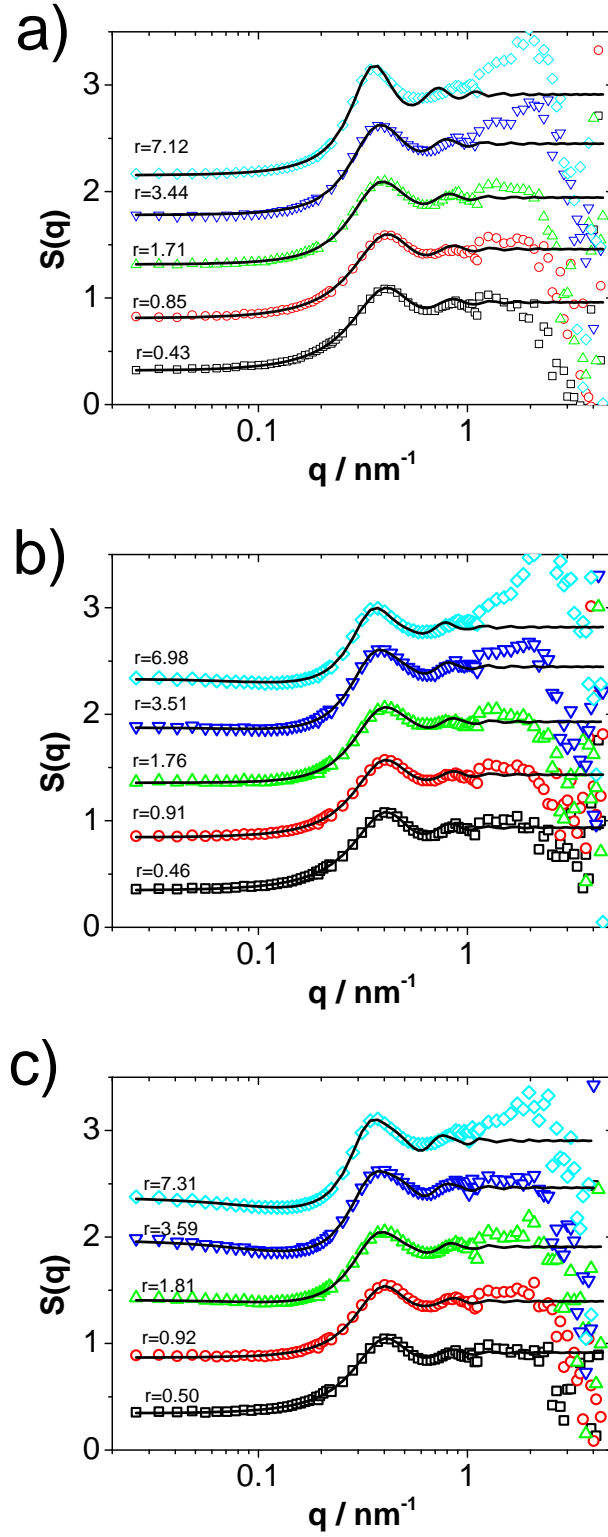 a)
S(q)
3
2
1
0
r=7.12
r=3.44
r=1.71
r=0.85
r=0.43
0.1
1
q / nm⁻¹
b)
S(q)
3
2
1
0
r=6.98
r=3.51
r=1.76
r=0.91
r=0.46
0.1
1
q / nm⁻¹
c)
S(q)
3
2
1
0
r=7.31
r=3.59
r=1.81
r=0.92
r=0.50
0.1
1
q / nm⁻¹